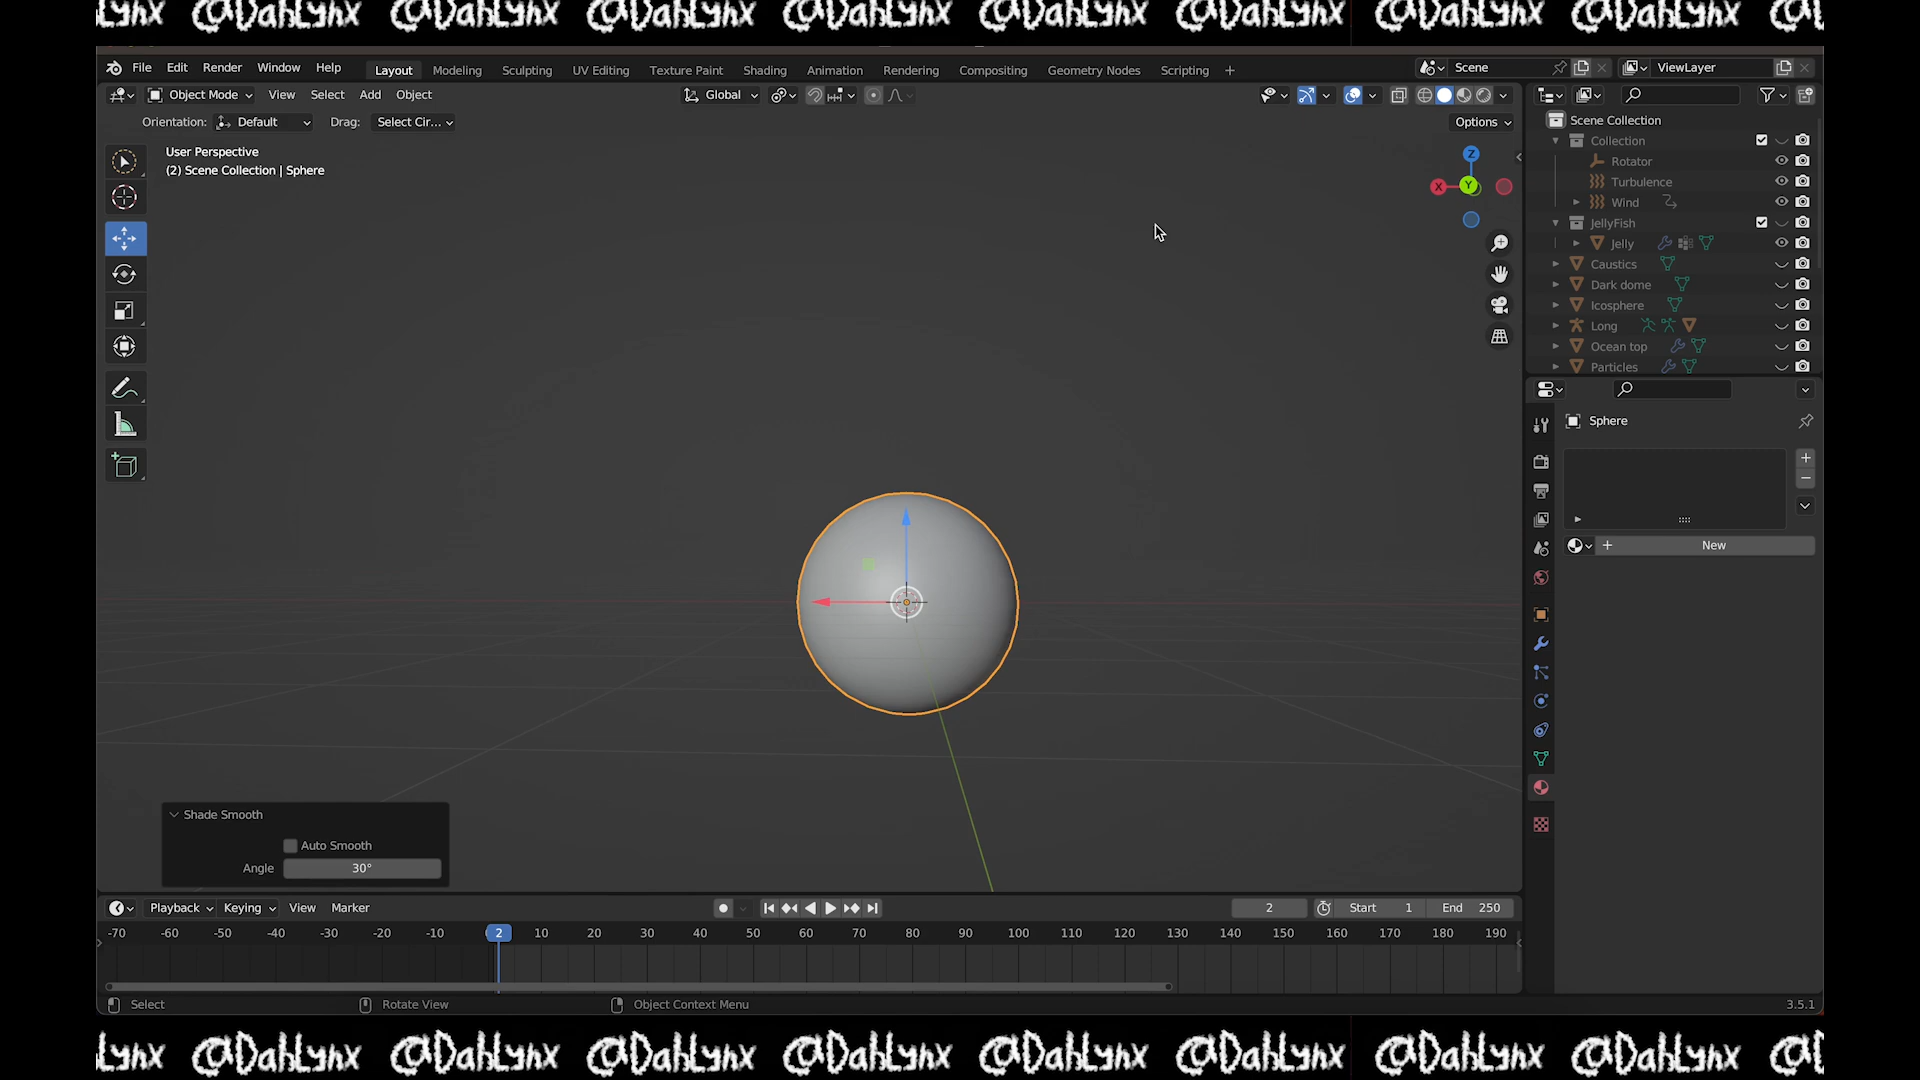 @DahLynx @DahLynx @DahLynx @DahLynx @DahLynx @DahLynx @DahLynx
File Edit Render Window Help Layout Modeling Sculpting UV Editing Texture Paint Shading Animation Rendering Compositing Geometry Nodes Scripting + Scene ViewLayer
Object Mode View Select Add Object Global
Orientation: Default Drag: Select Cir... Options
User Perspective
(2) Scene Collection | Sphere
Z
X Y
Scene Collection
Collection
Rotator
Turbulence
Wind
JellyFish
Jelly
Caustics
Dark dome
Icosphere
Long
Ocean top
Particles
Sphere
New
Shade Smooth
Auto Smooth
Angle 30°
Playback Keying View Marker 2 Start 1 End 250
-70 -60 -50 -40 -30 -20 -10 2 10 20 30 40 50 60 70 80 90 100 110 120 130 140 150 160 170 180 190
Select Rotate View Object Context Menu 3.5.1
Lynx @DahLynx @DahLynx @DahLynx @DahLynx @DahLynx @DahLynx @DahLynx @DahLynx